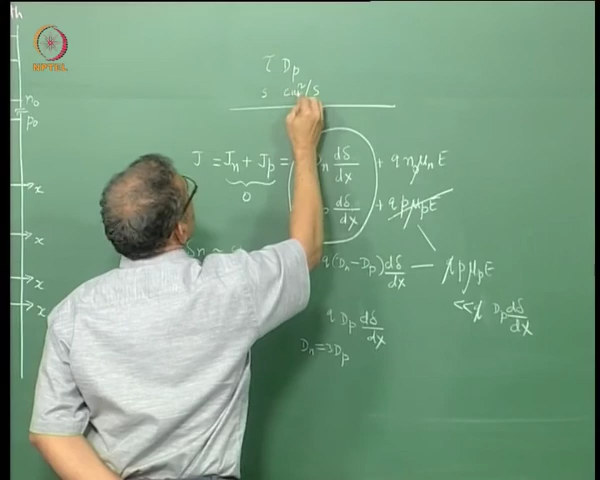 th
NPTEL
τ Dp
s cm²/s
n₀
p₀
J = Jn + Jp = n dδ/dx + q n μn E
0
dδ/dx + q p μp E
x
x
x
x
q(Dn − Dp) dδ/dx — q p μp E
<< q Dp dδ/dx
q Dp dδ/dx
Dn = 3Dp